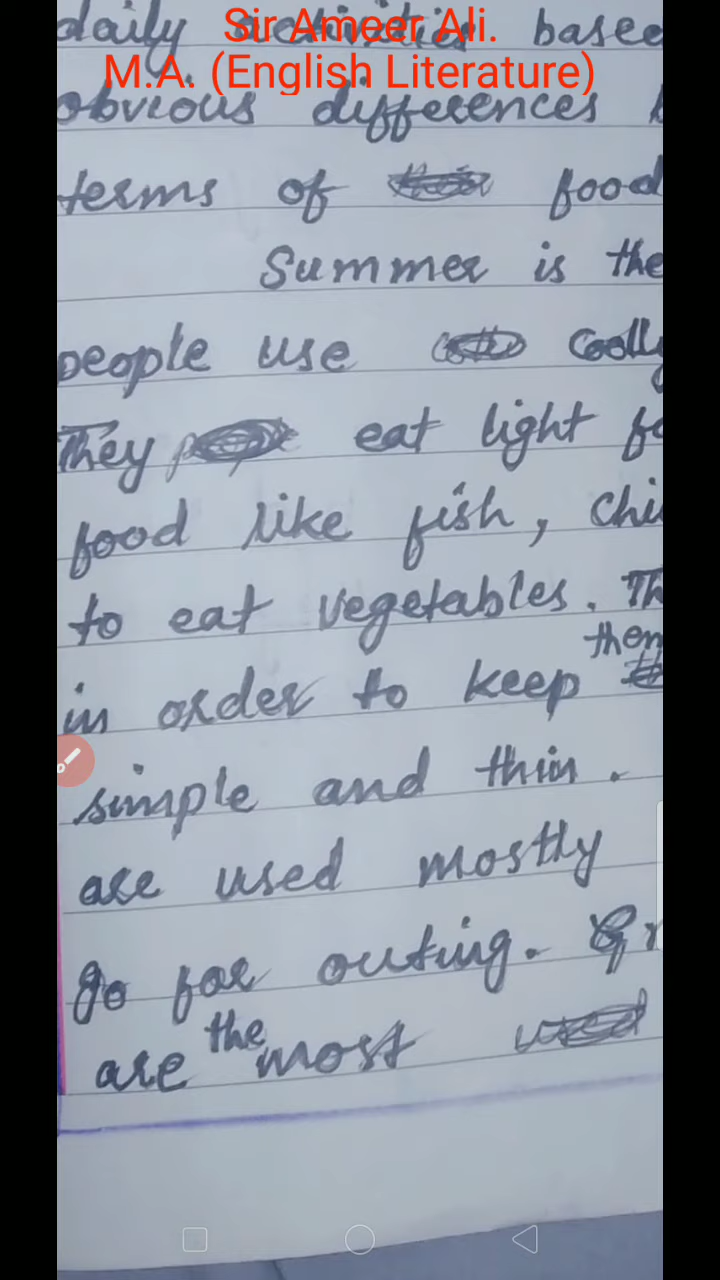 Sir Ameer Ali.
M.A. (English Literature)
daily activities
obvious differences
terms of food
Summer is the
people use
They eat light
food like fish,
to eat vegetables.
in order to keep
simple and thin.
are used mostly
go for outing.
are the most